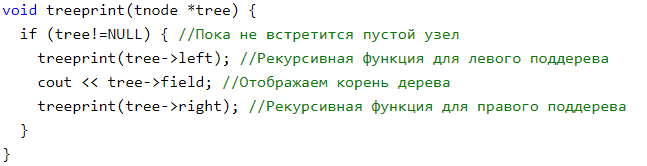 void treeprint(tnode *tree) {
  if (tree!=NULL) { //Пока не встретится пустой узел
    treeprint(tree->left); //Рекурсивная функция для левого поддерева
    cout << tree->field; //Отображаем корень дерева
    treeprint(tree->right); //Рекурсивная функция для правого поддерева
  }
}